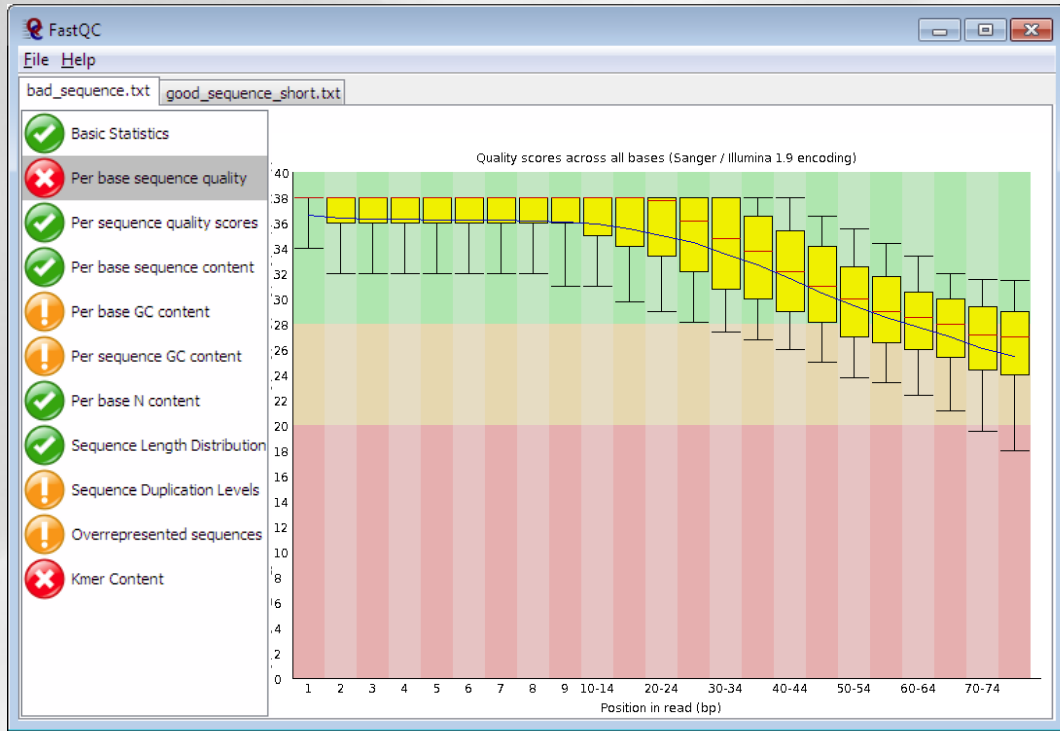 FastQC
File Help
bad_sequence.txt good_sequence_short.txt
Basic Statistics
Per base sequence quality
Per sequence quality scores
Per base sequence content
Per base GC content
Per sequence GC content
Per base N content
Sequence Length Distribution
Sequence Duplication Levels
Overrepresented sequences
Kmer Content
Quality scores across all bases (Sanger / Illumina 1.9 encoding)
40
38
36
34
32
30
28
26
24
22
20
18
16
14
12
10
8
6
4
2
0
1 2 3 4 5 6 7 8 9 10-14 20-24 30-34 40-44 50-54 60-64 70-74
Position in read (bp)